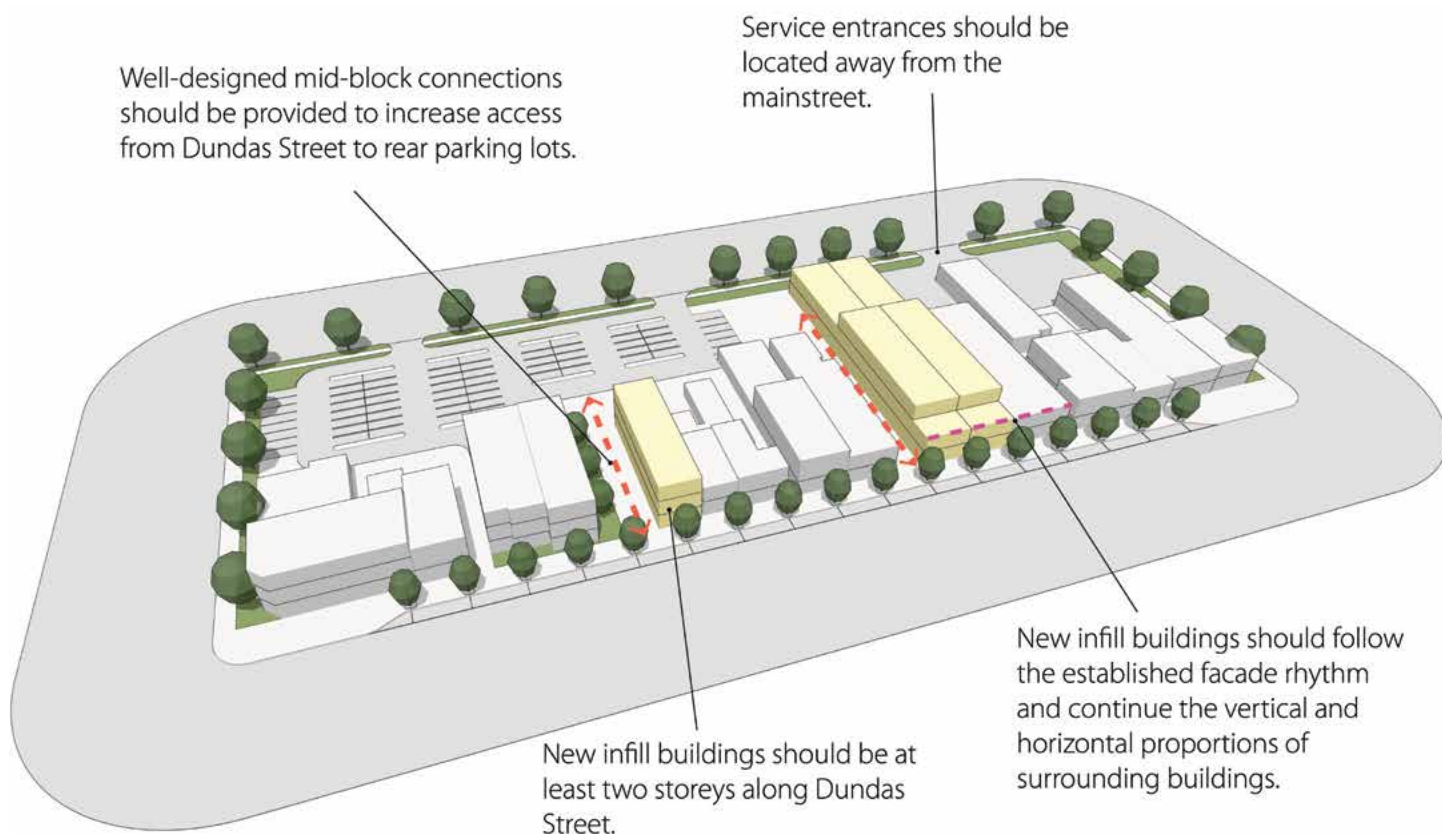 Service entrances should be
located away from the
mainstreet.
Well-designed mid-block connections
should be provided to increase access
from Dundas Street to rear parking lots.
New infill buildings should follow
the established facade rhythm
and continue the vertical and
horizontal proportions of
surrounding buildings.
New infill buildings should be at
least two storeys along Dundas
Street.